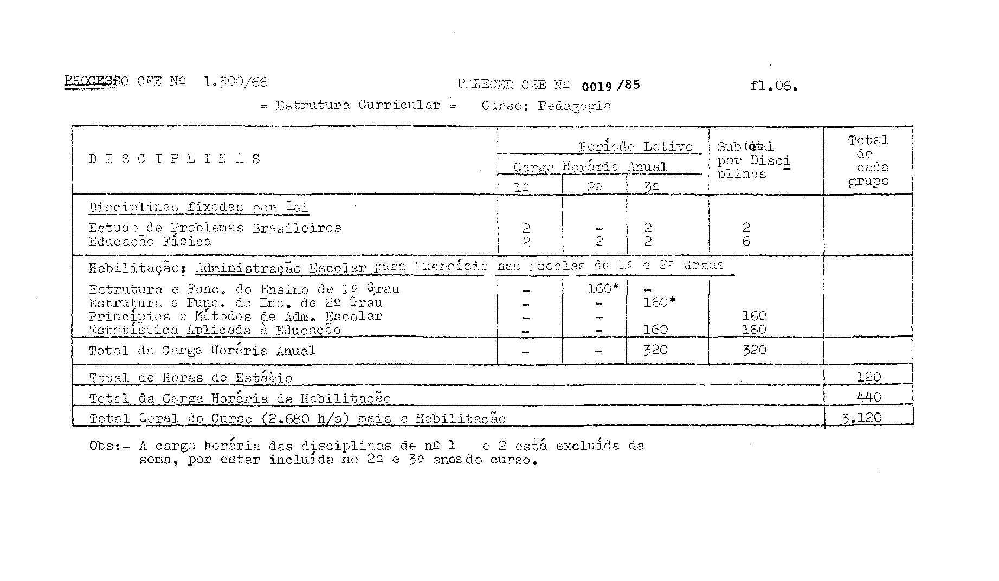 PROCESSO CEE Nº 1.300/66 PARECER CEE Nº 0019/85 fl.06.
= Estrutura Curricular = Curso: Pedagogia
D I S C I P L I N A S
Período Letivo
Carga Horária Anual
1º 2º 3º
Subtotal
por Disci
plinas
Total
de
cada
grupo
Disciplinas fixadas por Lei
Estudo de Problemas Brasileiros 2 - 2 2
Educação Física 2 2 2 6
Habilitação: Administração Escolar para Exercício nas Escolas de 1º e 2º Graus
Estrutura e Func. do Ensino de 1º Grau - 160* -
Estrutura e Func. do Ens. de 2º Grau - - 160*
Princípios e Métodos de Adm. Escolar - - 160
Estatística Aplicada à Educação - - 160 160
Total da Carga Horária Anual - - 320 320
Total de Horas de Estágio 120
Total da Carga Horária da Habilitação 440
Total Geral do Curso (2.680 h/a) mais a Habilitação 3.120
Obs:- A carga horária das disciplinas de nº 1 e 2 está excluída da
soma, por estar incluída no 2º e 3º anos do curso.